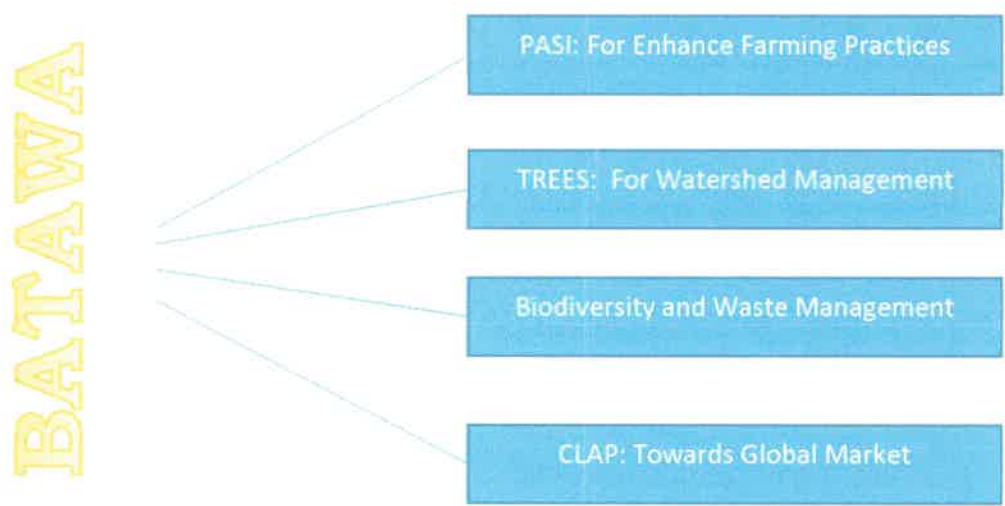 BATAWA
PASI: For Enhance Farming Practices
TREES: For Watershed Management
Biodiversity and Waste Management
CLAP: Towards Global Market